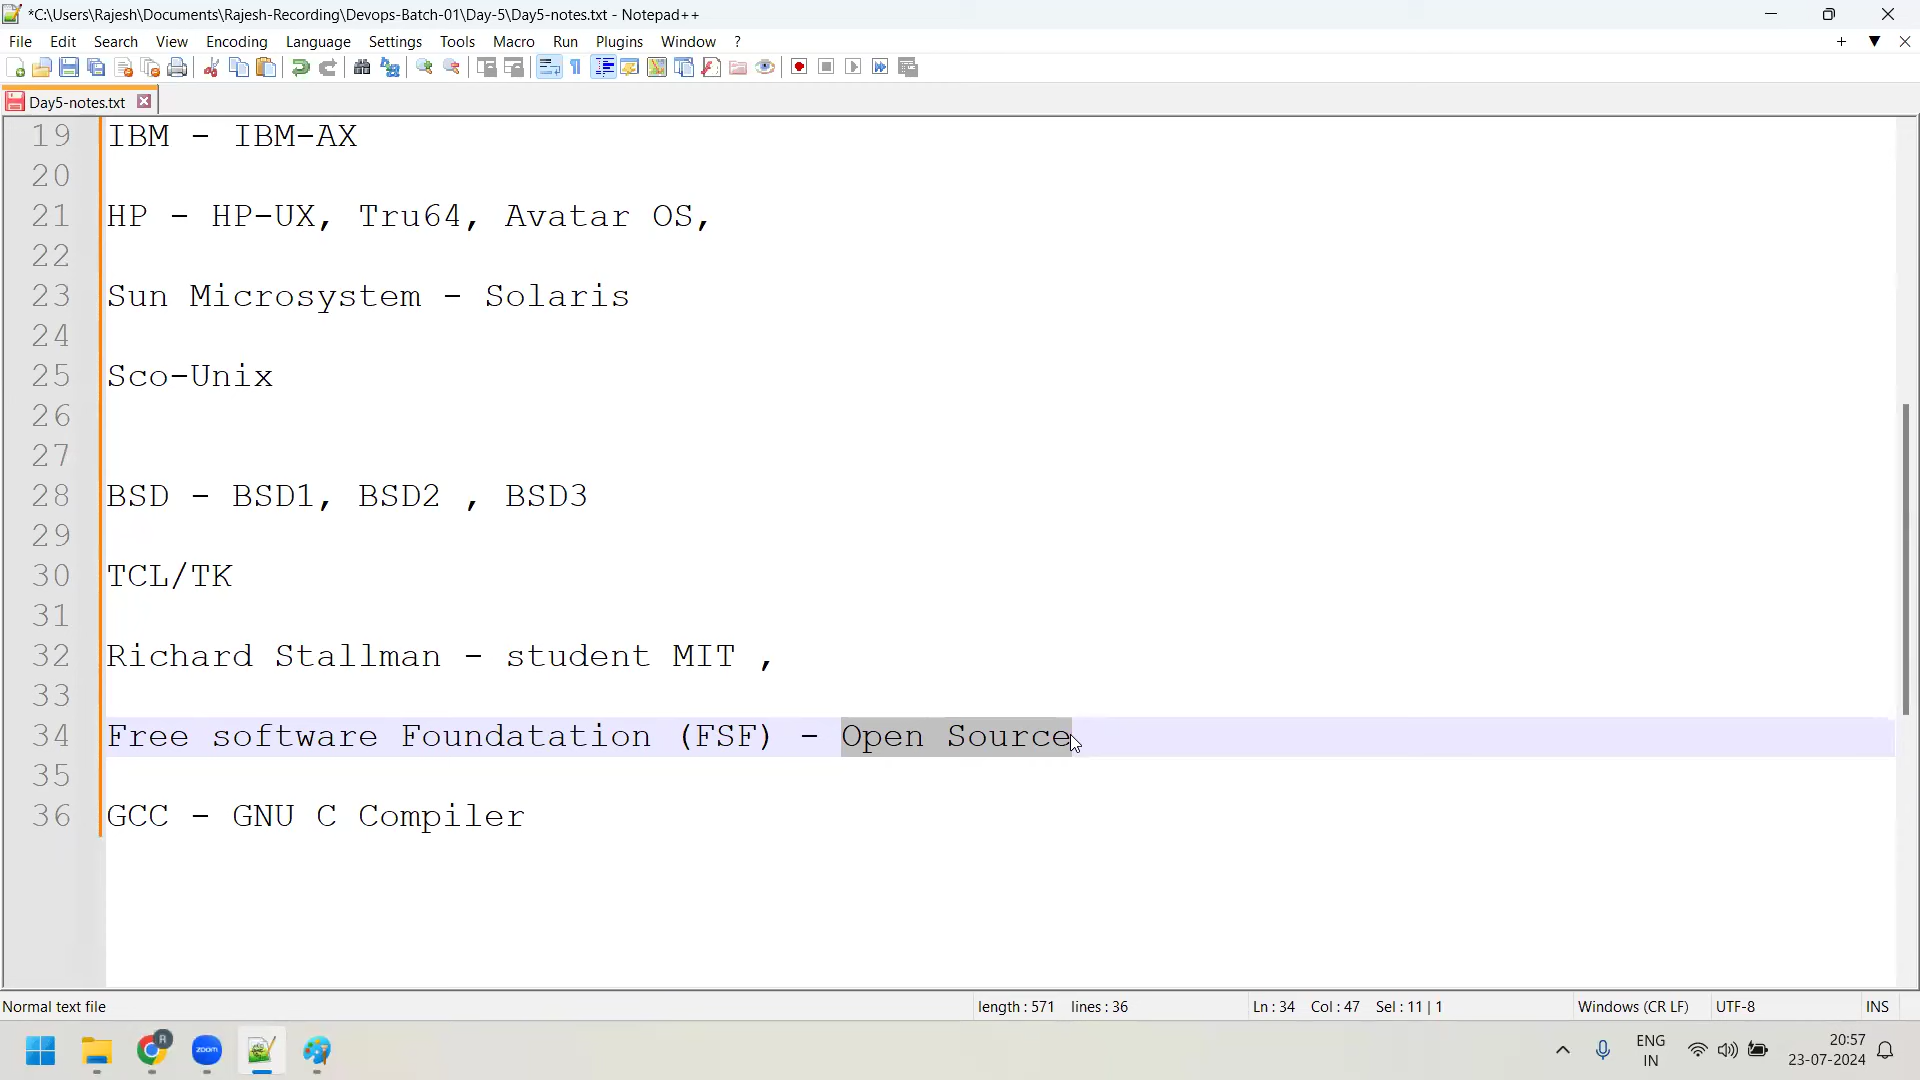 *C:\Users\Rajesh\Documents\Rajesh-Recording\Devops-Batch-01\Day-5\Day5-notes.txt - Notepad++
File Edit Search View Encoding Language Settings Tools Macro Run Plugins Window ?
Day5-notes.txt
19 IBM - IBM-AX
20
21 HP - HP-UX, Tru64, Avatar OS,
22
23 Sun Microsystem - Solaris
24
25 Sco-Unix
26
27
28 BSD - BSD1, BSD2 , BSD3
29
30 TCL/TK
31
32 Richard Stallman - student MIT ,
33
34 Free software Foundatation (FSF) - Open Source
35
36 GCC - GNU C Compiler
Normal text file length : 571 lines : 36 Ln : 34 Col : 47 Sel : 11 | 1 Windows (CR LF) UTF-8 INS
R
zoom
ENG
IN
20:57
23-07-2024